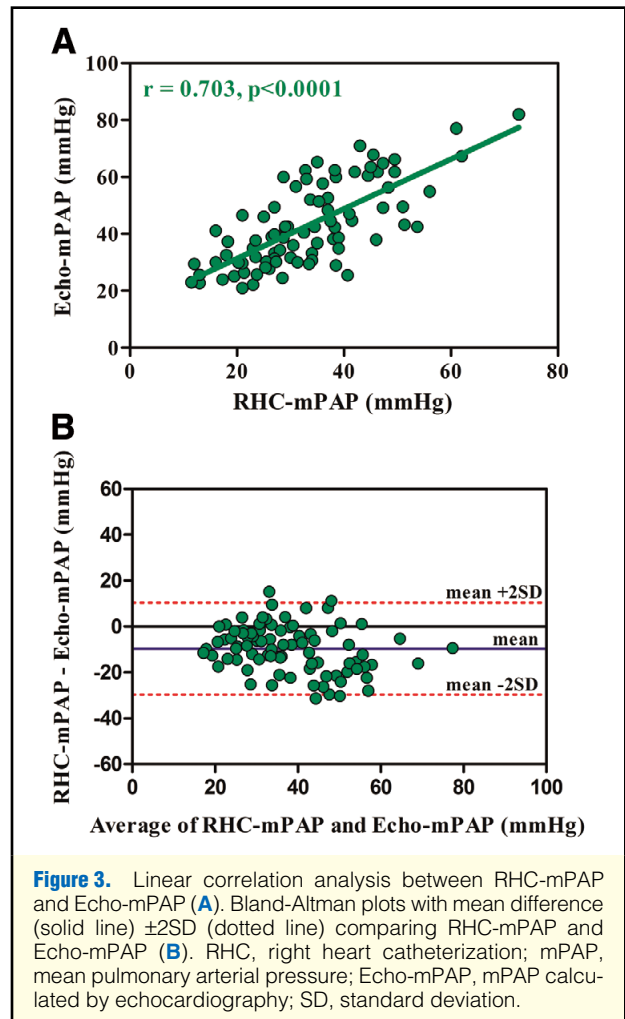 A
r = 0.703, p<0.0001
100
80
60
40
20
0
Echo-mPAP (mmHg)
0 20 40 60 80
RHC-mPAP (mmHg)
B
60
40
20
0
-20
-40
-60
RHC-mPAP - Echo-mPAP (mmHg)
mean +2SD
mean
mean -2SD
0 20 40 60 80 100
Average of RHC-mPAP and Echo-mPAP (mmHg)
Figure 3. Linear correlation analysis between RHC-mPAP
and Echo-mPAP (A). Bland-Altman plots with mean difference
(solid line) ±2SD (dotted line) comparing RHC-mPAP and
Echo-mPAP (B). RHC, right heart catheterization; mPAP,
mean pulmonary arterial pressure; Echo-mPAP, mPAP calcu-
lated by echocardiography; SD, standard deviation.